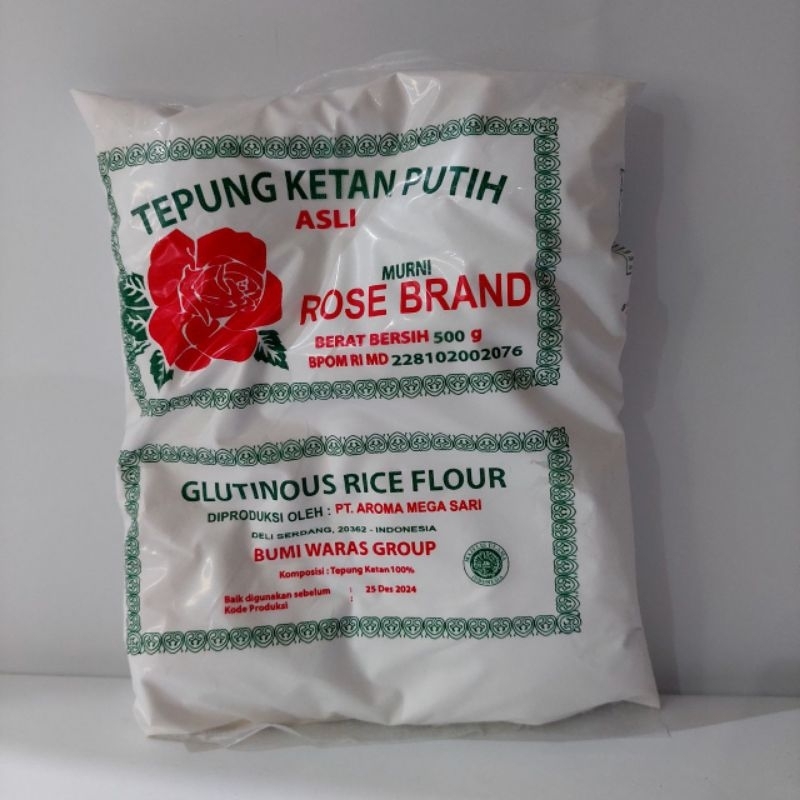 TEPUNG KETAN PUTIH
ASLI
MURNI
ROSE BRAND
BERAT BERSIH 500 g
BPOM RI MD 228102002076
GLUTINOUS RICE FLOUR
DIPRODUKSI OLEH : PT. AROMA MEGA SARI
DELI SERDANG, 20362 - INDONESIA
BUMI WARAS GROUP
Komposisi : Tepung Ketan 100%
Baik digunakan sebelum : 25 Des 2024
Kode Produksi :